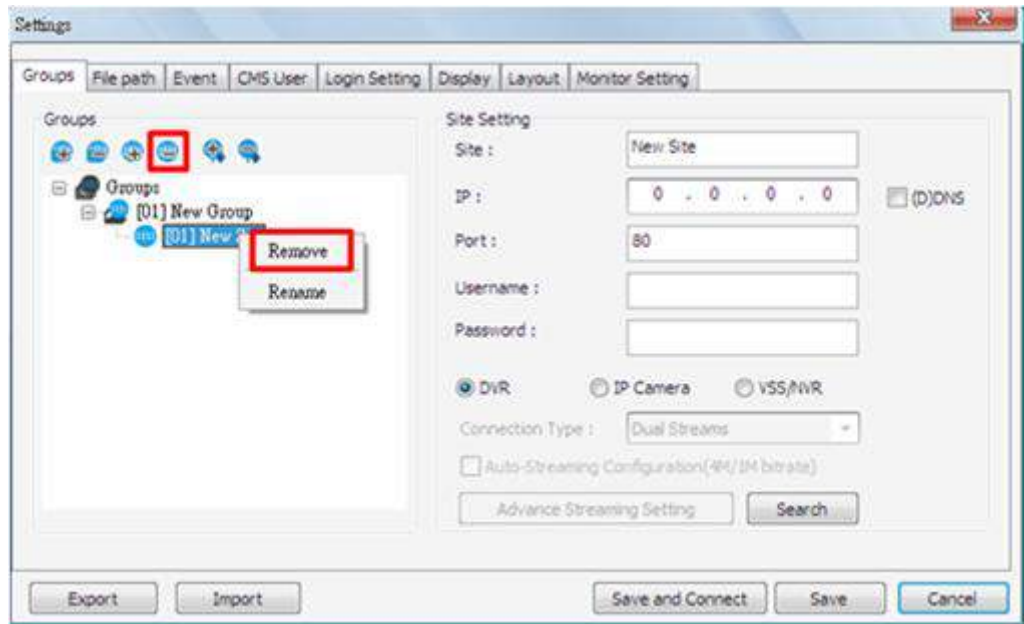 Settings
Groups File path Event CMS User Login Setting Display Layout Monitor Setting
Groups
Groups
[01] New Group
[01] New
Remove
Rename
Site Setting
Site : New Site
IP : 0 . 0 . 0 . 0 (D)DNS
Port : 80
Username :
Password :
DVR IP Camera VSS/NVR
Connection Type : Dual Streams
Auto-Streaming Configuration(4M/1M bitrate)
Advance Streaming Setting Search
Export Import Save and Connect Save Cancel